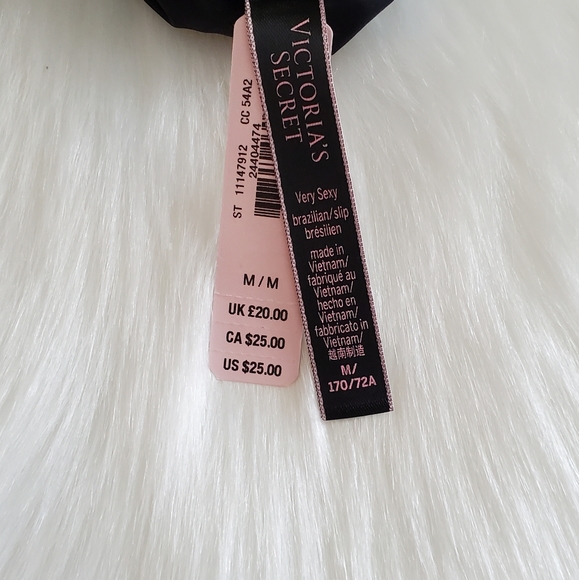 ST 11147912 CC 54A2
24404474
M / M
UK £20.00
CA $25.00
US $25.00
VICTORIA'S
SECRET
Very Sexy
brazilian/slip
brésilien
made in
Vietnam/
fabriqué au
Vietnam/
hecho en
Vietnam/
fabbricato in
Vietnam/
越南制造
M/
170/72A